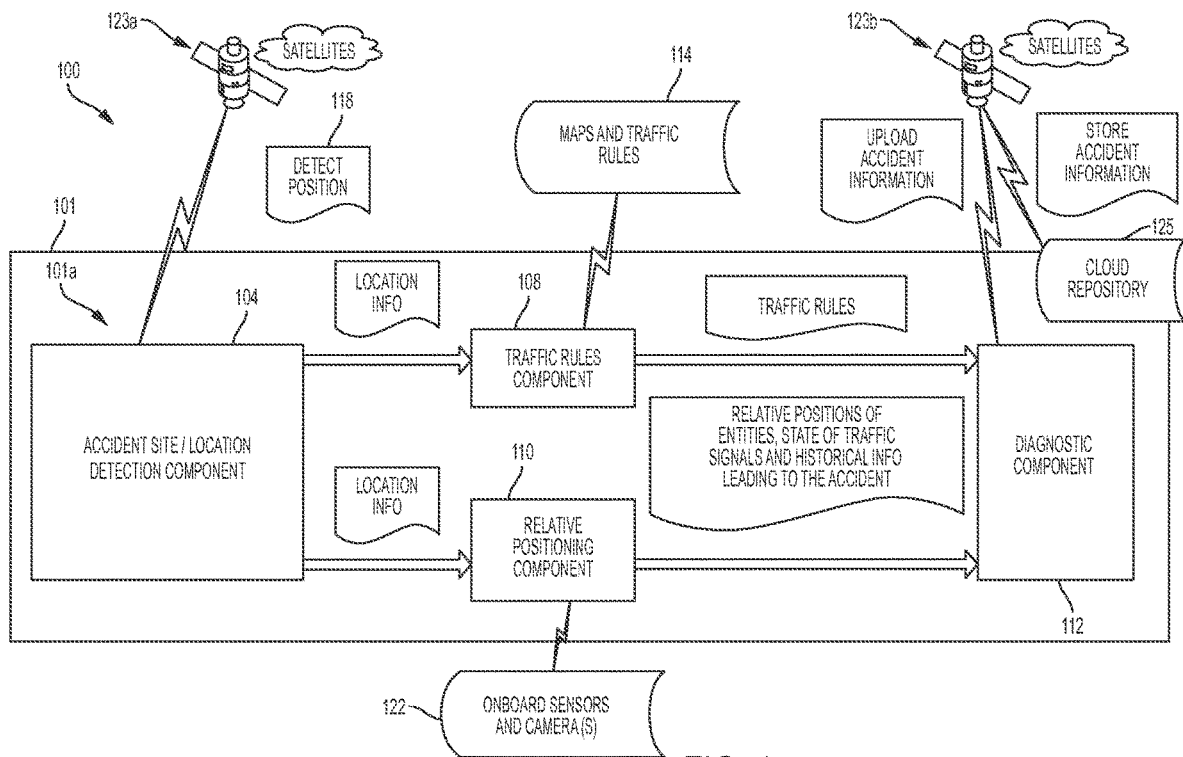 123a
SATELLITES
123b
SATELLITES
100
118
114
DETECT
POSITION
MAPS AND TRAFFIC
RULES
UPLOAD
ACCIDENT
INFORMATION
STORE
ACCIDENT
INFORMATION
101
101a
104
LOCATION
INFO
108
TRAFFIC RULES
125
CLOUD
REPOSITORY
TRAFFIC RULES
COMPONENT
ACCIDENT SITE / LOCATION
DETECTION COMPONENT
LOCATION
INFO
110
RELATIVE POSITIONS OF
ENTITIES, STATE OF TRAFFIC
SIGNALS AND HISTORICAL INFO
LEADING TO THE ACCIDENT
DIAGNOSTIC
COMPONENT
RELATIVE
POSITIONING
COMPONENT
112
122
ONBOARD SENSORS
AND CAMERA(S)